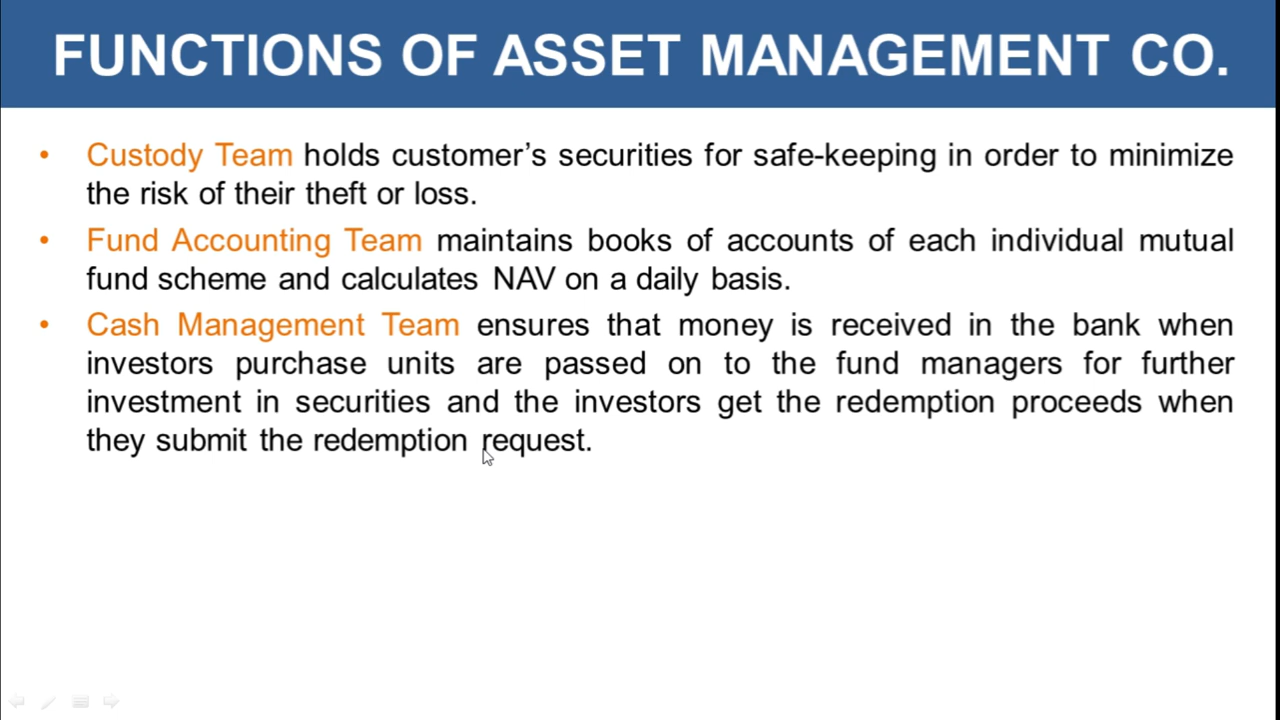 FUNCTIONS OF ASSET MANAGEMENT CO.
• Custody Team holds customer’s securities for safe-keeping in order to minimize
the risk of their theft or loss.
• Fund Accounting Team maintains books of accounts of each individual mutual
fund scheme and calculates NAV on a daily basis.
• Cash Management Team ensures that money is received in the bank when
investors purchase units are passed on to the fund managers for further
investment in securities and the investors get the redemption proceeds when
they submit the redemption request.